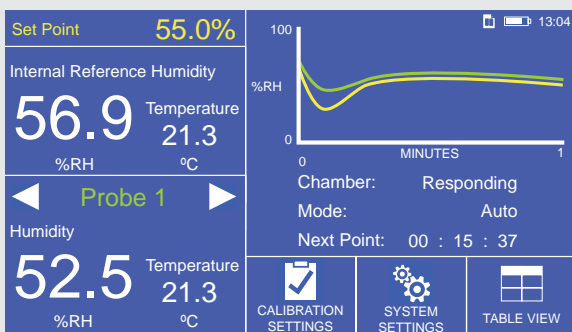 Set Point 55.0%
Internal Reference Humidity
56.9
%RH
Temperature
21.3
ºC
Probe 1
Humidity
52.5
%RH
Temperature
21.3
ºC
13:04
100
%RH
0
0
MINUTES
1
Chamber: Responding
Mode: Auto
Next Point: 00 : 15 : 37
CALIBRATION
SETTINGS
SYSTEM
SETTINGS
TABLE VIEW